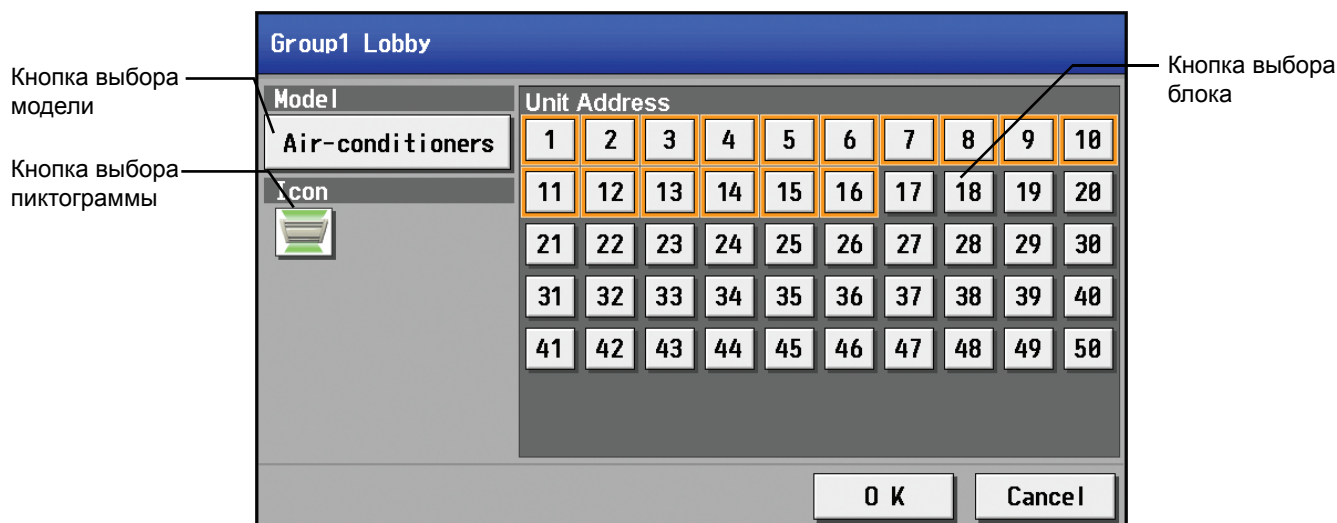 Group1 Lobby
Кнопка выбора
модели
Кнопка выбора
пиктограммы
Кнопка выбора
блока
Model
Air-conditioners
Icon
Unit Address
1 2 3 4 5 6 7 8 9 10
11 12 13 14 15 16 17 18 19 20
21 22 23 24 25 26 27 28 29 30
31 32 33 34 35 36 37 38 39 40
41 42 43 44 45 46 47 48 49 50
O K Cancel